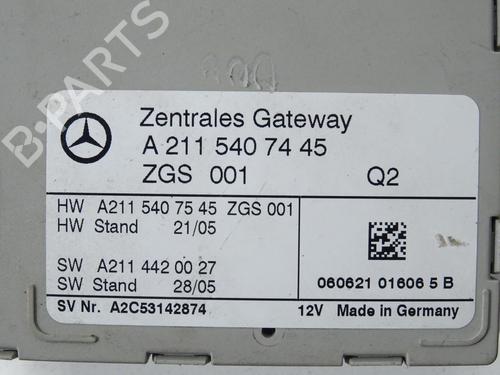 Zentrales Gateway
A 211 540 74 45
ZGS 001 Q2
HW A211 540 75 45 ZGS 001
HW Stand 21/05
SW A211 442 00 27
SW Stand 28/05
060621 01606 5 B
SV Nr. A2C53142874 12V Made in Germany
B-PARTS